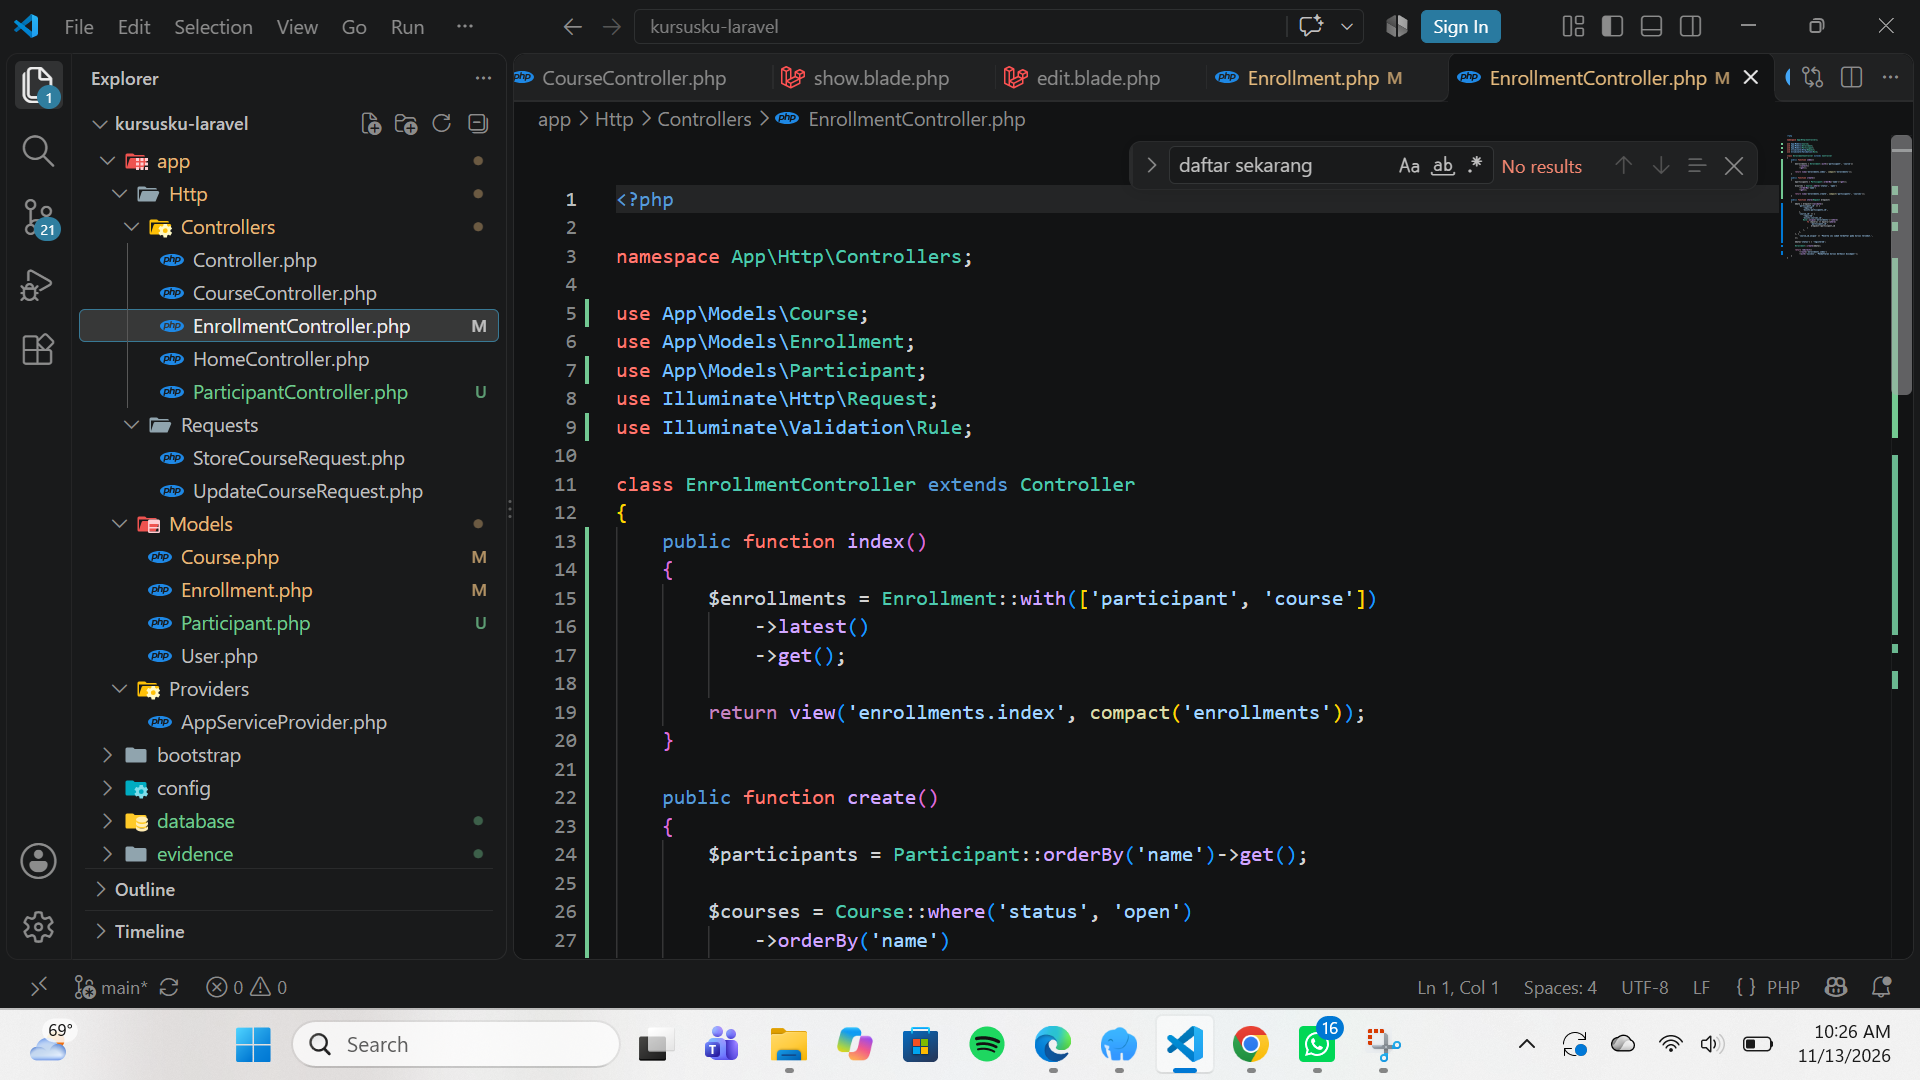 File Edit Selection View Go Run ···
kursusku-laravel
Sign In
Explorer
1
21
kursusku-laravel
app
Http
Controllers
Controller.php
CourseController.php
EnrollmentController.php M
HomeController.php
ParticipantController.php U
Requests
StoreCourseRequest.php
UpdateCourseRequest.php
Models
Course.php M
Enrollment.php M
Participant.php U
User.php
Providers
AppServiceProvider.php
bootstrap
config
database
evidence
Outline
Timeline
CourseController.php show.blade.php edit.blade.php Enrollment.php M EnrollmentController.php M
app > Http > Controllers > EnrollmentController.php
daftar sekarang Aa ab .* No results
1 <?php
2
3 namespace App\Http\Controllers;
4
5 use App\Models\Course;
6 use App\Models\Enrollment;
7 use App\Models\Participant;
8 use Illuminate\Http\Request;
9 use Illuminate\Validation\Rule;
10
11 class EnrollmentController extends Controller
12 {
13     public function index()
14     {
15         $enrollments = Enrollment::with(['participant', 'course'])
16             ->latest()
17             ->get();
18
19         return view('enrollments.index', compact('enrollments'));
20     }
21
22     public function create()
23     {
24         $participants = Participant::orderBy('name')->get();
25
26         $courses = Course::where('status', 'open')
27             ->orderBy('name')
main* 0 0 Ln 1, Col 1 Spaces: 4 UTF-8 LF { } PHP
69°
Search
16
10:26 AM
11/13/2026